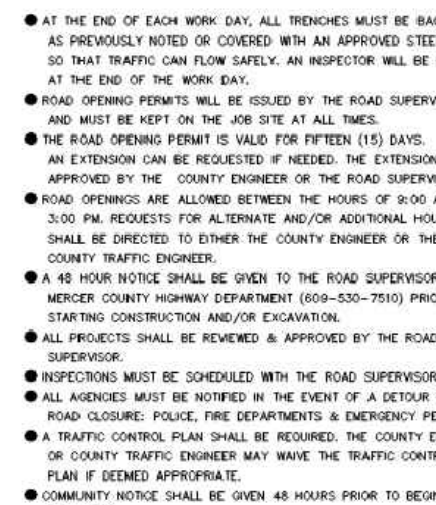 ● AT THE END OF EACH WORK DAY, ALL TRENCHES MUST BE BAC
AS PREVIOUSLY NOTED OR COVERED WITH AN APPROVED STEE
SO THAT TRAFFIC CAN FLOW SAFELY. AN INSPECTOR WILL BE
AT THE END OF THE WORK DAY.
● ROAD OPENING PERMITS WILL BE ISSUED BY THE ROAD SUPERV
AND MUST BE KEPT ON THE JOB SITE AT ALL TIMES.
● THE ROAD OPENING PERMIT IS VALID FOR FIFTEEN (15) DAYS.
AN EXTENSION CAN BE REQUESTED IF NEEDED. THE EXTENSION
APPROVED BY THE COUNTY ENGINEER OR THE ROAD SUPERVI
● ROAD OPENINGS ARE ALLOWED BETWEEN THE HOURS OF 9:00 A
3:00 PM. REQUESTS FOR ALTERNATE AND/OR ADDITIONAL HOU
SHALL BE DIRECTED TO EITHER THE COUNTY ENGINEER OR THE
COUNTY TRAFFIC ENGINEER.
● A 48 HOUR NOTICE SHALL BE GIVEN TO THE ROAD SUPERVISOR
MERCER COUNTY HIGHWAY DEPARTMENT (609-530-7510) PRIO
STARTING CONSTRUCTION AND/OR EXCAVATION.
● ALL PROJECTS SHALL BE REVIEWED & APPROVED BY THE ROAD
SUPERVISOR.
● INSPECTIONS MUST BE SCHEDULED WITH THE ROAD SUPERVISOR
● ALL AGENCIES MUST BE NOTIFIED IN THE EVENT OF A DETOUR
ROAD CLOSURE: POLICE, FIRE DEPARTMENTS & EMERGENCY PE
● A TRAFFIC CONTROL PLAN SHALL BE REQUIRED. THE COUNTY E
OR COUNTY TRAFFIC ENGINEER MAY WAIVE THE TRAFFIC CONTR
PLAN IF DEEMED APPROPRIATE.
● COMMUNITY NOTICE SHALL BE GIVEN 48 HOURS PRIOR TO BEGIN